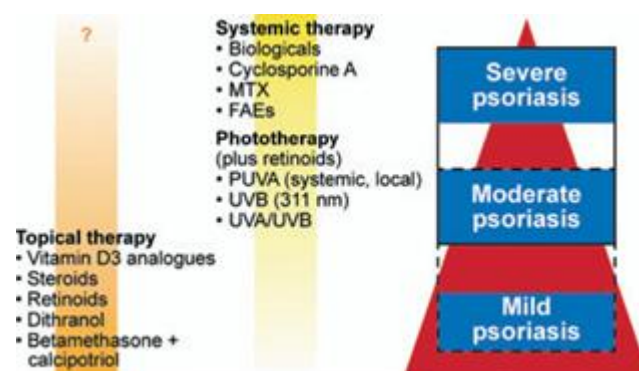 ?
Systemic therapy
• Biologicals
• Cyclosporine A
• MTX
• FAEs
Phototherapy
(plus retinoids)
• PUVA (systemic, local)
• UVB (311 nm)
• UVA/UVB
Topical therapy
• Vitamin D3 analogues
• Steroids
• Retinoids
• Dithranol
• Betamethasone +
calcipotriol
Severe
psoriasis
Moderate
psoriasis
Mild
psoriasis